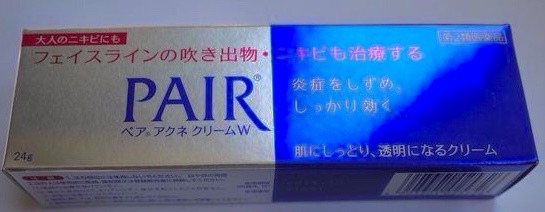 大人のニキビにも
フェイスラインの吹き出物・ニキビも治療する
第2類医薬品
PAIR®
炎症をしずめ、
しっかり効く
ペア®アクネクリームW
24g
肌にしっとり、透明になるクリーム